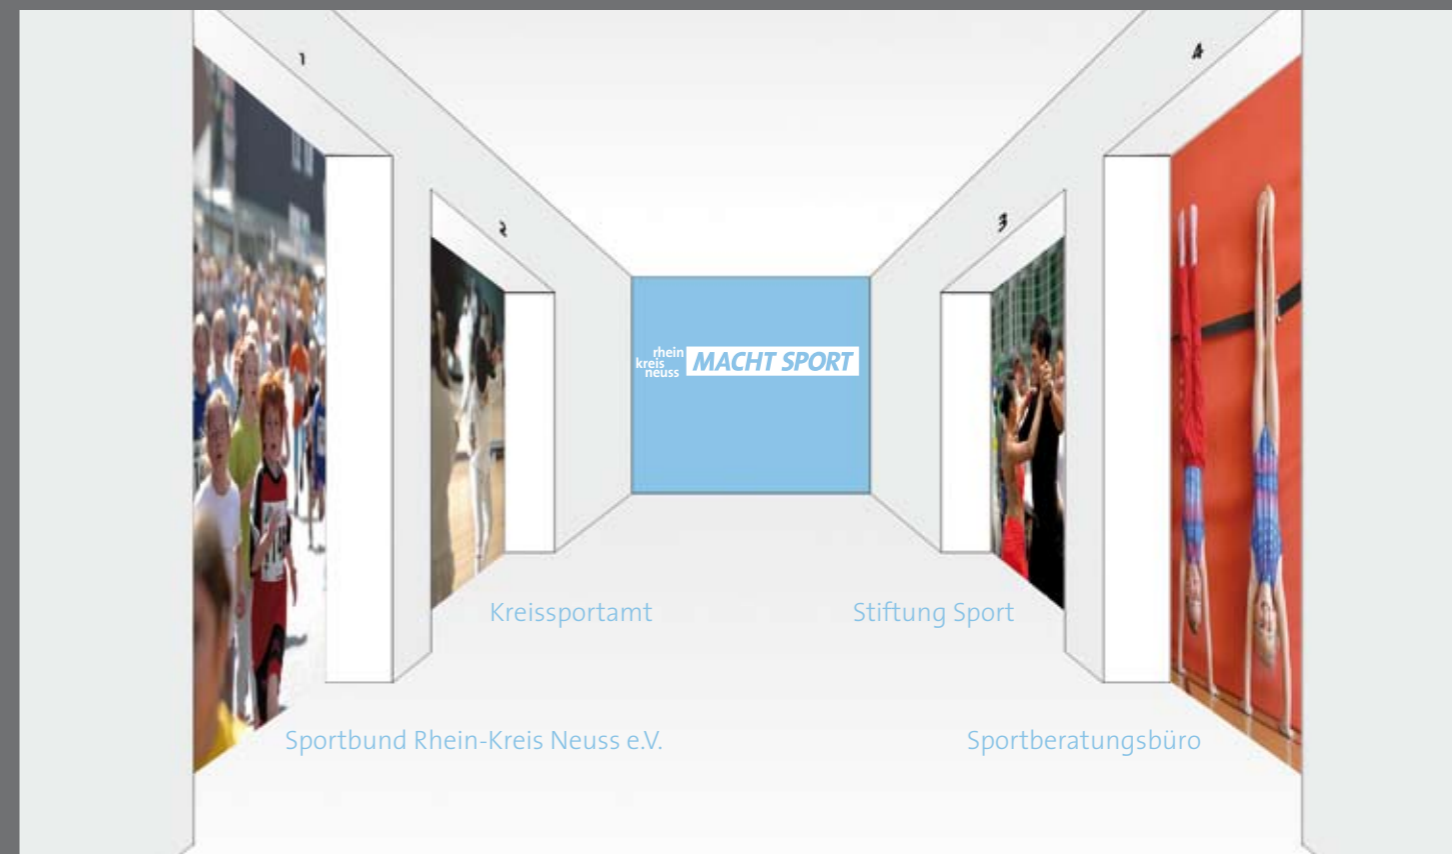 1
4
2
3
rhein
kreis
neuss
MACHT SPORT
Kreissportamt
Stiftung Sport
Sportbund Rhein-Kreis Neuss e.V.
Sportberatungsbüro